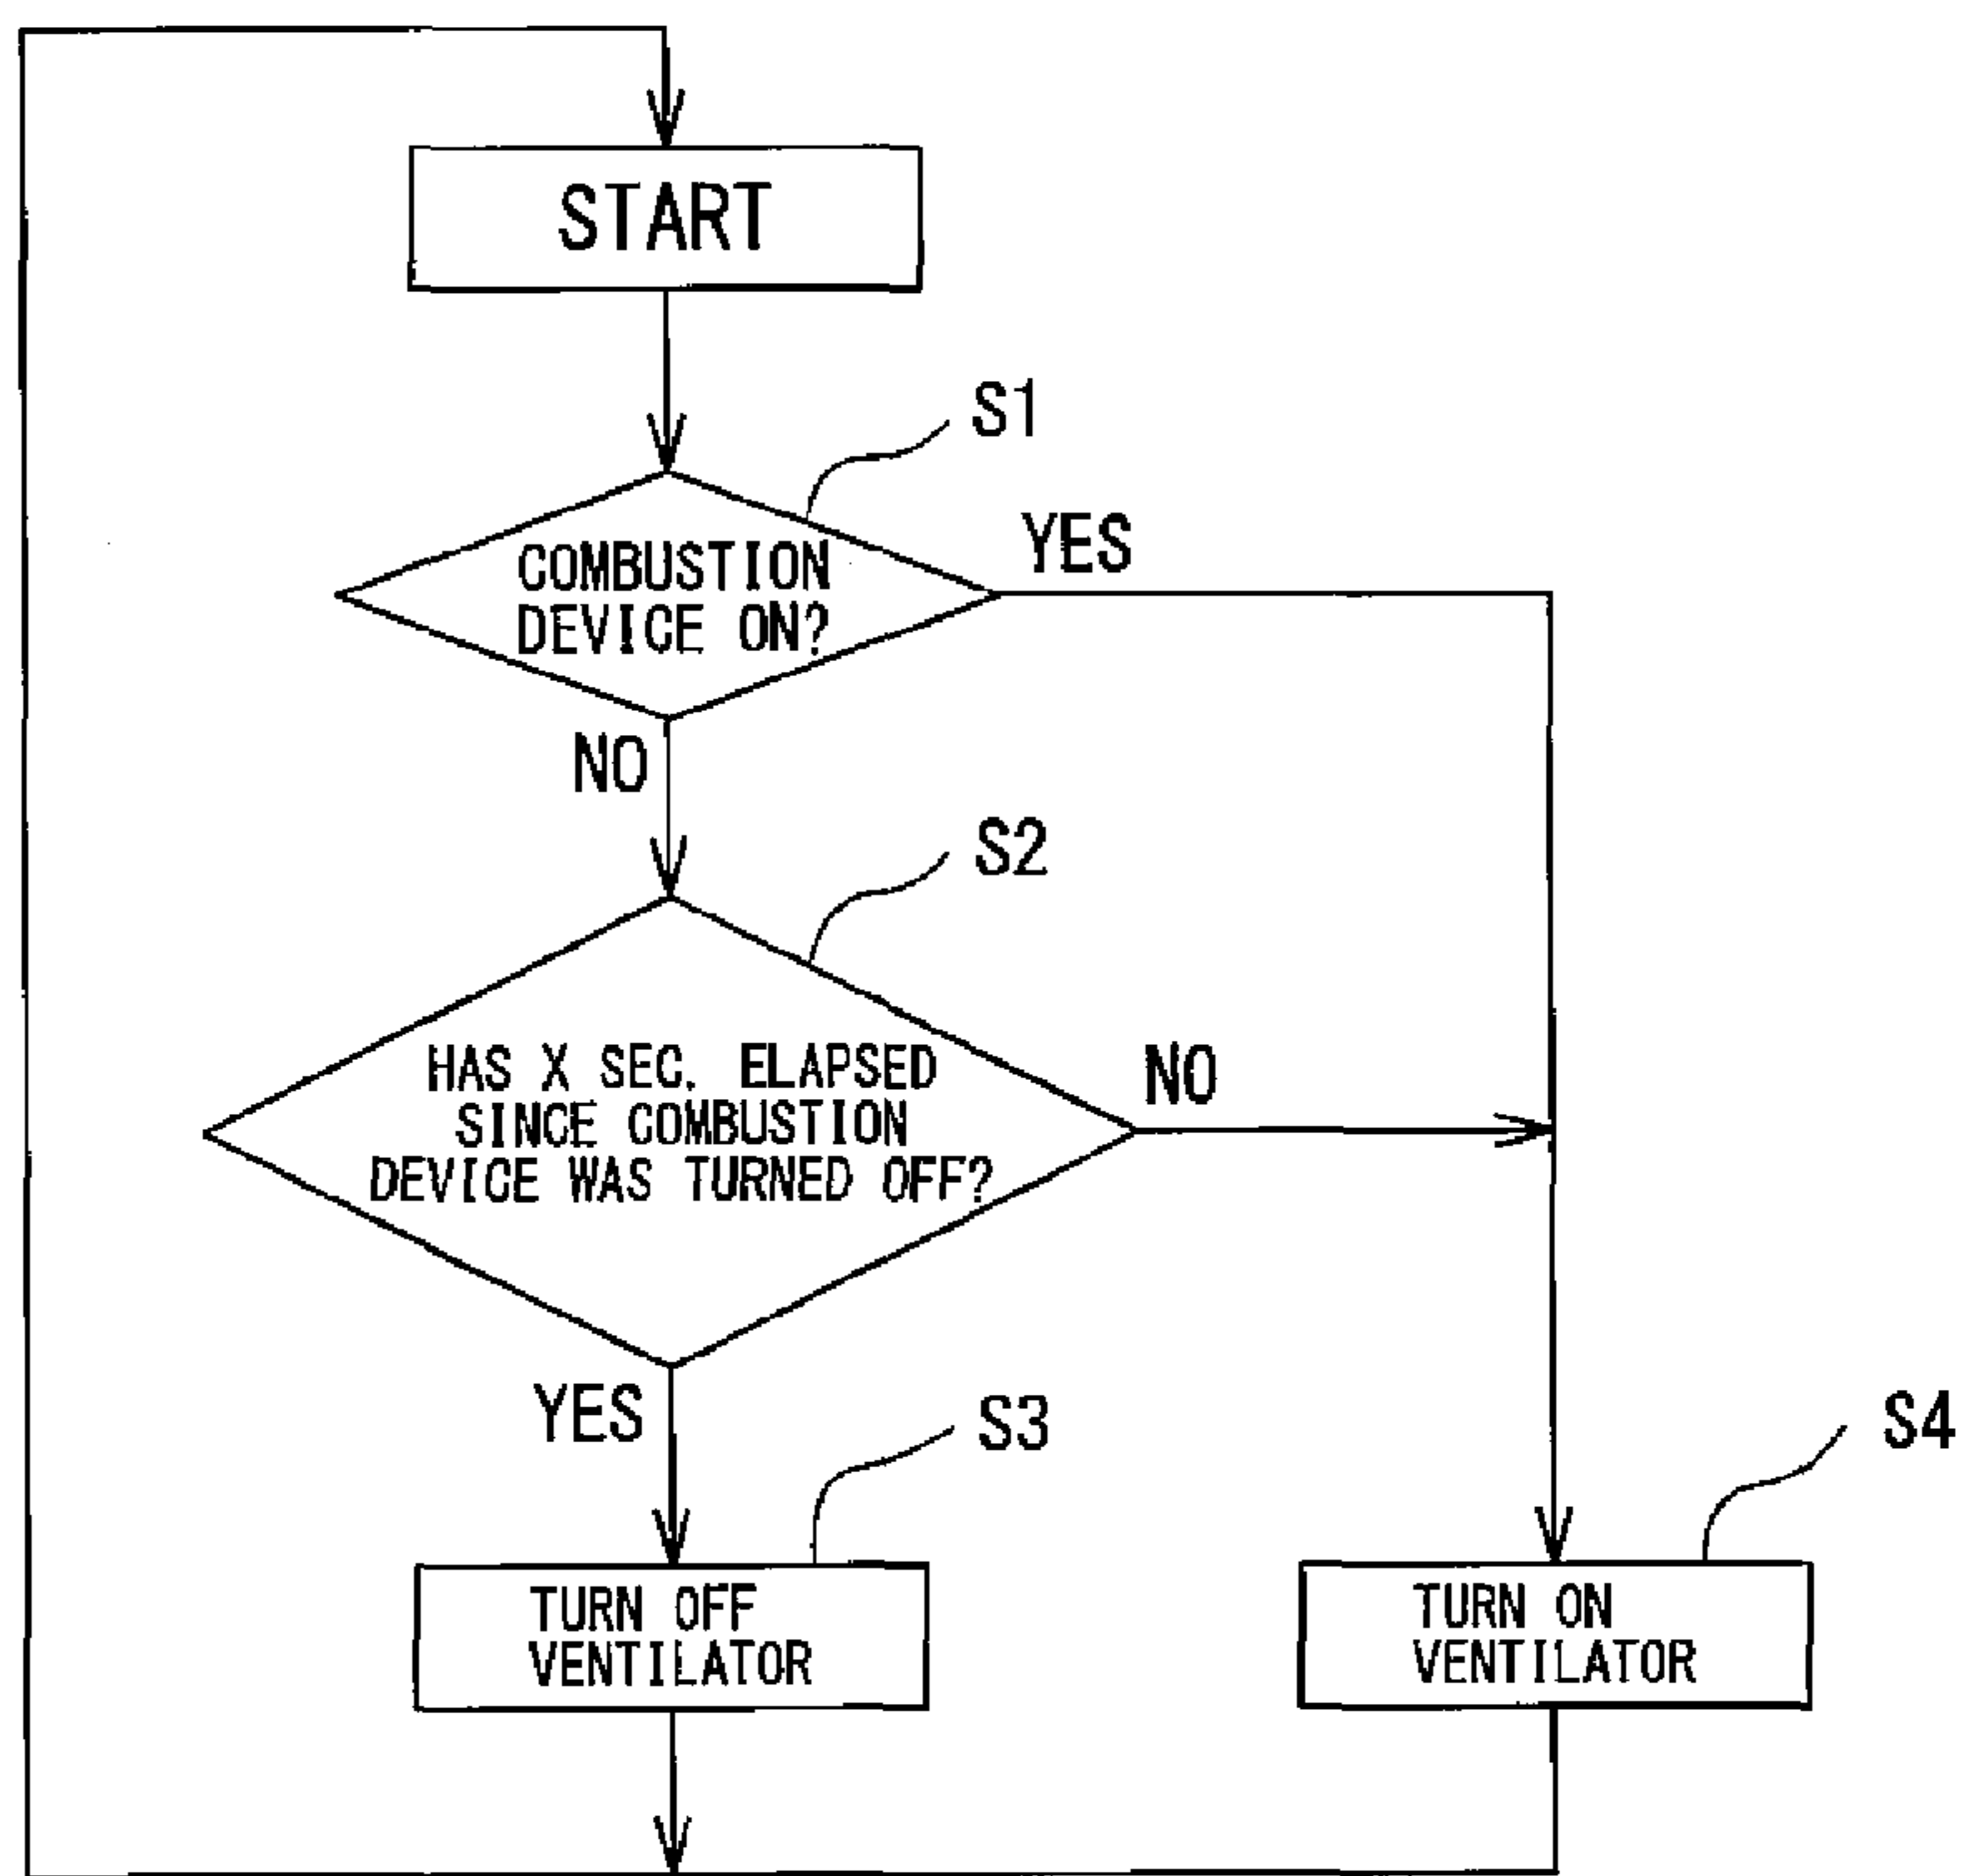 START
S1
COMBUSTION
DEVICE ON?
YES
NO
S2
HAS X SEC. ELAPSED
SINCE COMBUSTION
DEVICE WAS TURNED OFF?
NO
YES
S3
S4
TURN OFF
VENTILATOR
TURN ON
VENTILATOR